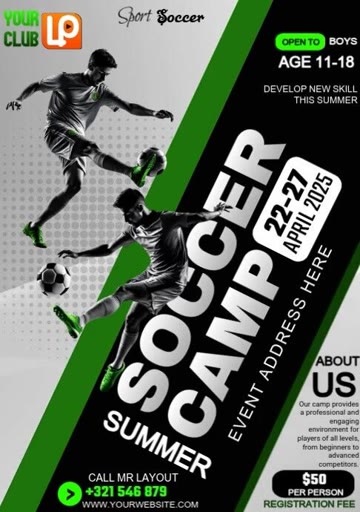 YOUR
CLUB
LP
Sport Soccer
OPEN TO BOYS
AGE 11-18
DEVELOP NEW SKILL
THIS SUMMER
SOCCER
CAMP
SUMMER
22-27
APRIL 2025
EVENT ADDRESS HERE
ABOUT
US
Our camp provides
a professional and
engaging
environment for
players of all levels,
from beginners to
advanced
competitors.
$50
PER PERSON
REGISTRATION FEE
CALL MR LAYOUT
+321 546 879
WWW.YOURWEBSITE.COM